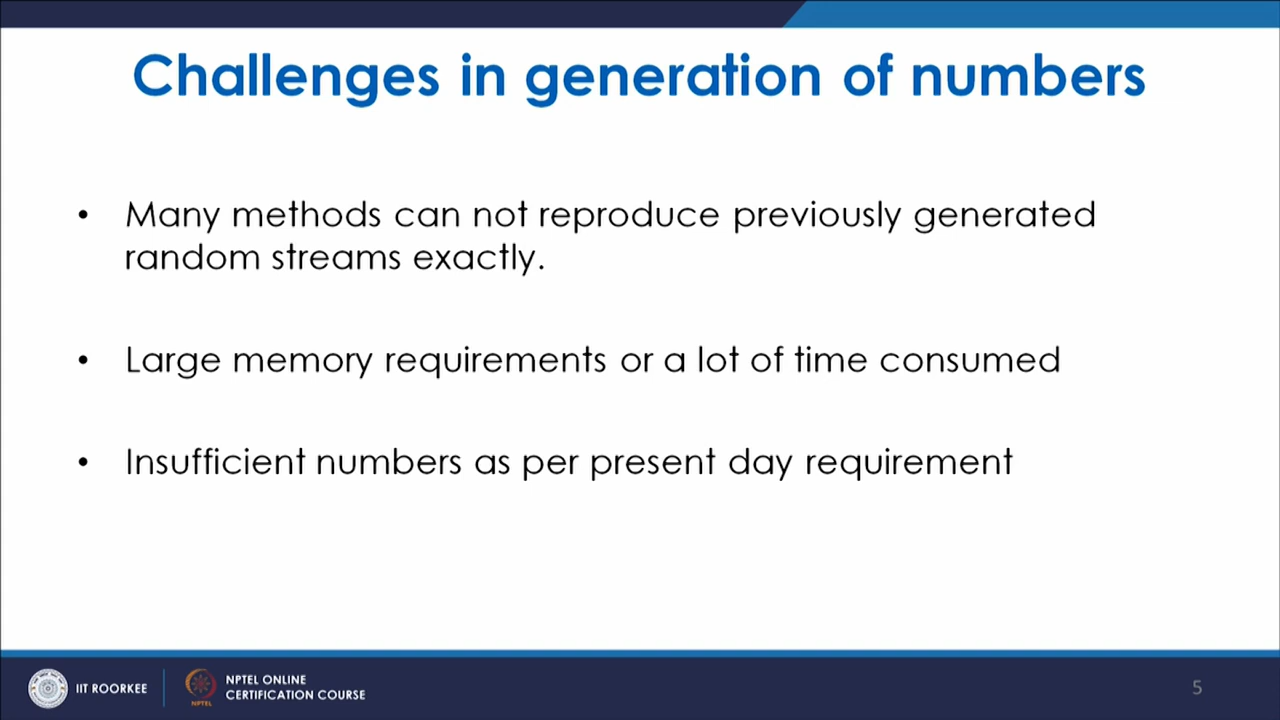 Challenges in generation of numbers
• Many methods can not reproduce previously generated
random streams exactly.
• Large memory requirements or a lot of time consumed
• Insufficient numbers as per present day requirement
IIT ROORKEE
NPTEL
NPTEL ONLINE
CERTIFICATION COURSE
5